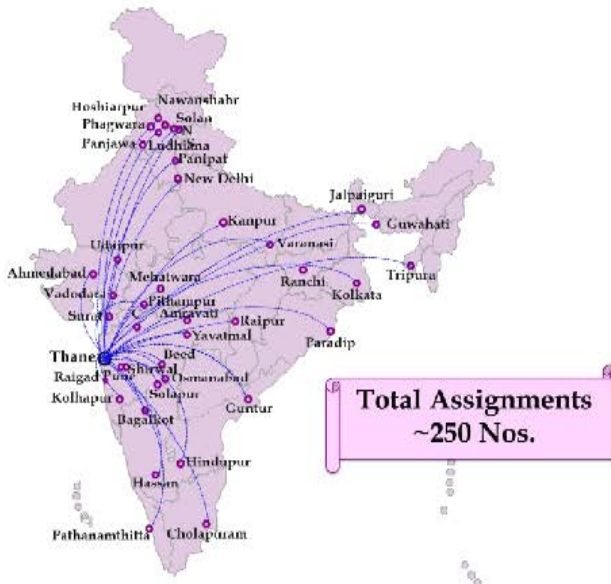 Nawanshahr
Hoshiarpur
Solan
Phagwara
N
Panjawa
Ludhiana
S
Panipat
New Delhi
Jalpaiguri
Kanpur
Guwahati
Udaipur
Varanasi
Ahmedabad
Mehatwara
Ranchi
Tripura
Vadodara
Pithampur
Kolkata
Surat
C
Amravati
Raipur
Yavatmal
Paradip
Thane
Beed
Raigad
Pune
Shirwal
Osmanabad
Solapur
Kolhapur
Guntur
Bagalkot
Total Assignments
~250 Nos.
Hindupur
Hassan
Pathanamthitta
Cholapuram